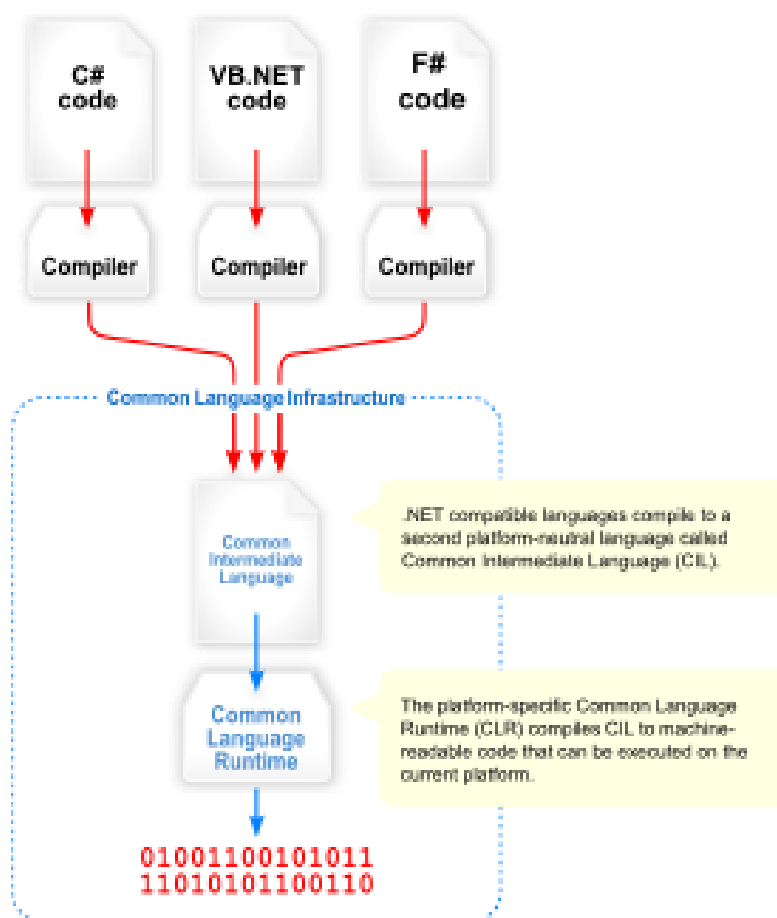 C#
code
VB.NET
code
F#
code
Compiler
Compiler
Compiler
Common Language Infrastructure
Common
Intermediate
Language
.NET compatible languages compile to a
second platform-neutral language called
Common Intermediate Language (CIL).
Common
Language
Runtime
The platform-specific Common Language
Runtime (CLR) compiles CIL to machine-
readable code that can be executed on the
current platform.
01001100101011
11010101100110